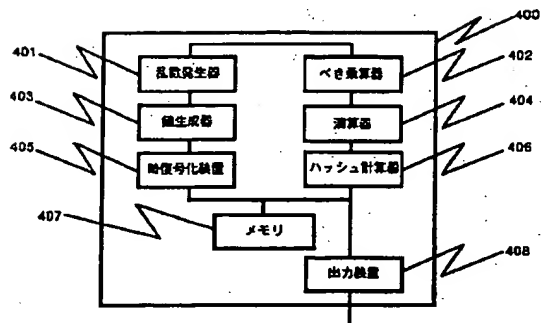 400
401
乱数発生器
べき乗算器
402
403
鍵生成器
演算器
404
405
暗復号化装置
ハッシュ計算器
406
407
メモリ
出力装置
408